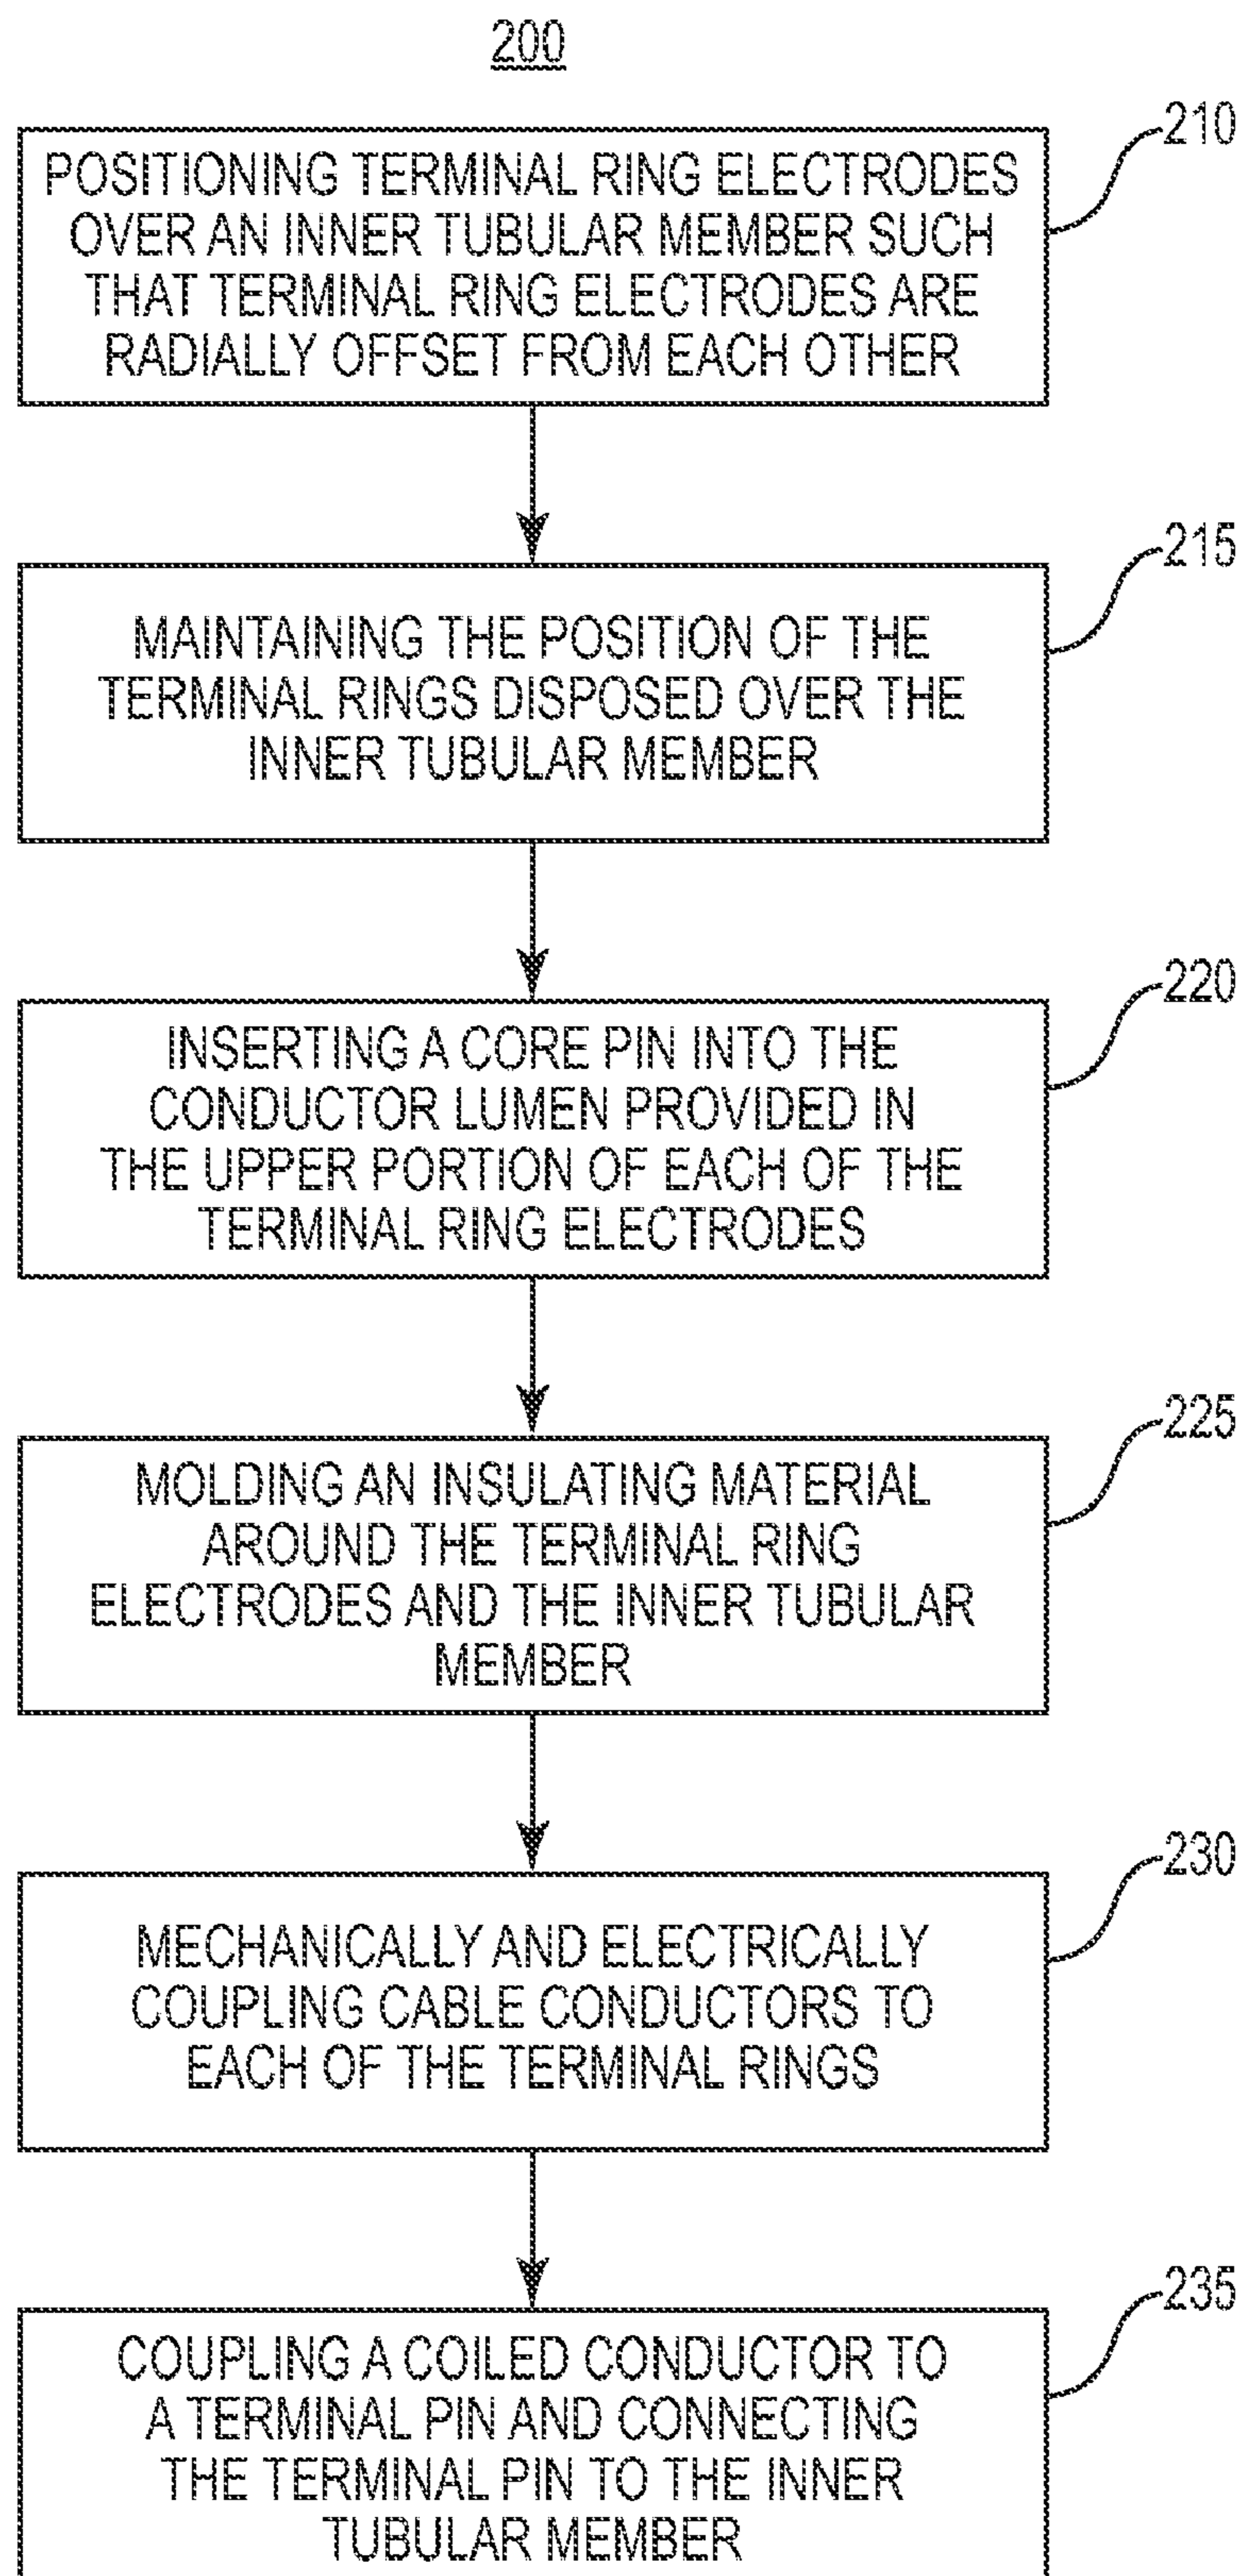 200
210
POSITIONING TERMINAL RING ELECTRODES
OVER AN INNER TUBULAR MEMBER SUCH
THAT TERMINAL RING ELECTRODES ARE
RADIALLY OFFSET FROM EACH OTHER
215
MAINTAINING THE POSITION OF THE
TERMINAL RINGS DISPOSED OVER THE
INNER TUBULAR MEMBER
220
INSERTING A CORE PIN INTO THE
CONDUCTOR LUMEN PROVIDED IN
THE UPPER PORTION OF EACH OF THE
TERMINAL RING ELECTRODES
225
MOLDING AN INSULATING MATERIAL
AROUND THE TERMINAL RING
ELECTRODES AND THE INNER TUBULAR
MEMBER
230
MECHANICALLY AND ELECTRICALLY
COUPLING CABLE CONDUCTORS TO
EACH OF THE TERMINAL RINGS
235
COUPLING A COILED CONDUCTOR TO
A TERMINAL PIN AND CONNECTING
THE TERMINAL PIN TO THE INNER
TUBULAR MEMBER